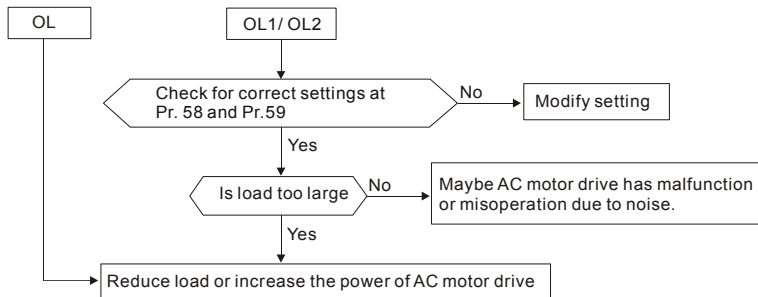 OL
OL1/ OL2
Check for correct settings at
Pr. 58 and Pr.59
No
Modify setting
Yes
Is load too large
No
Maybe AC motor drive has malfunction
or misoperation due to noise.
Yes
Reduce load or increase the power of AC motor drive